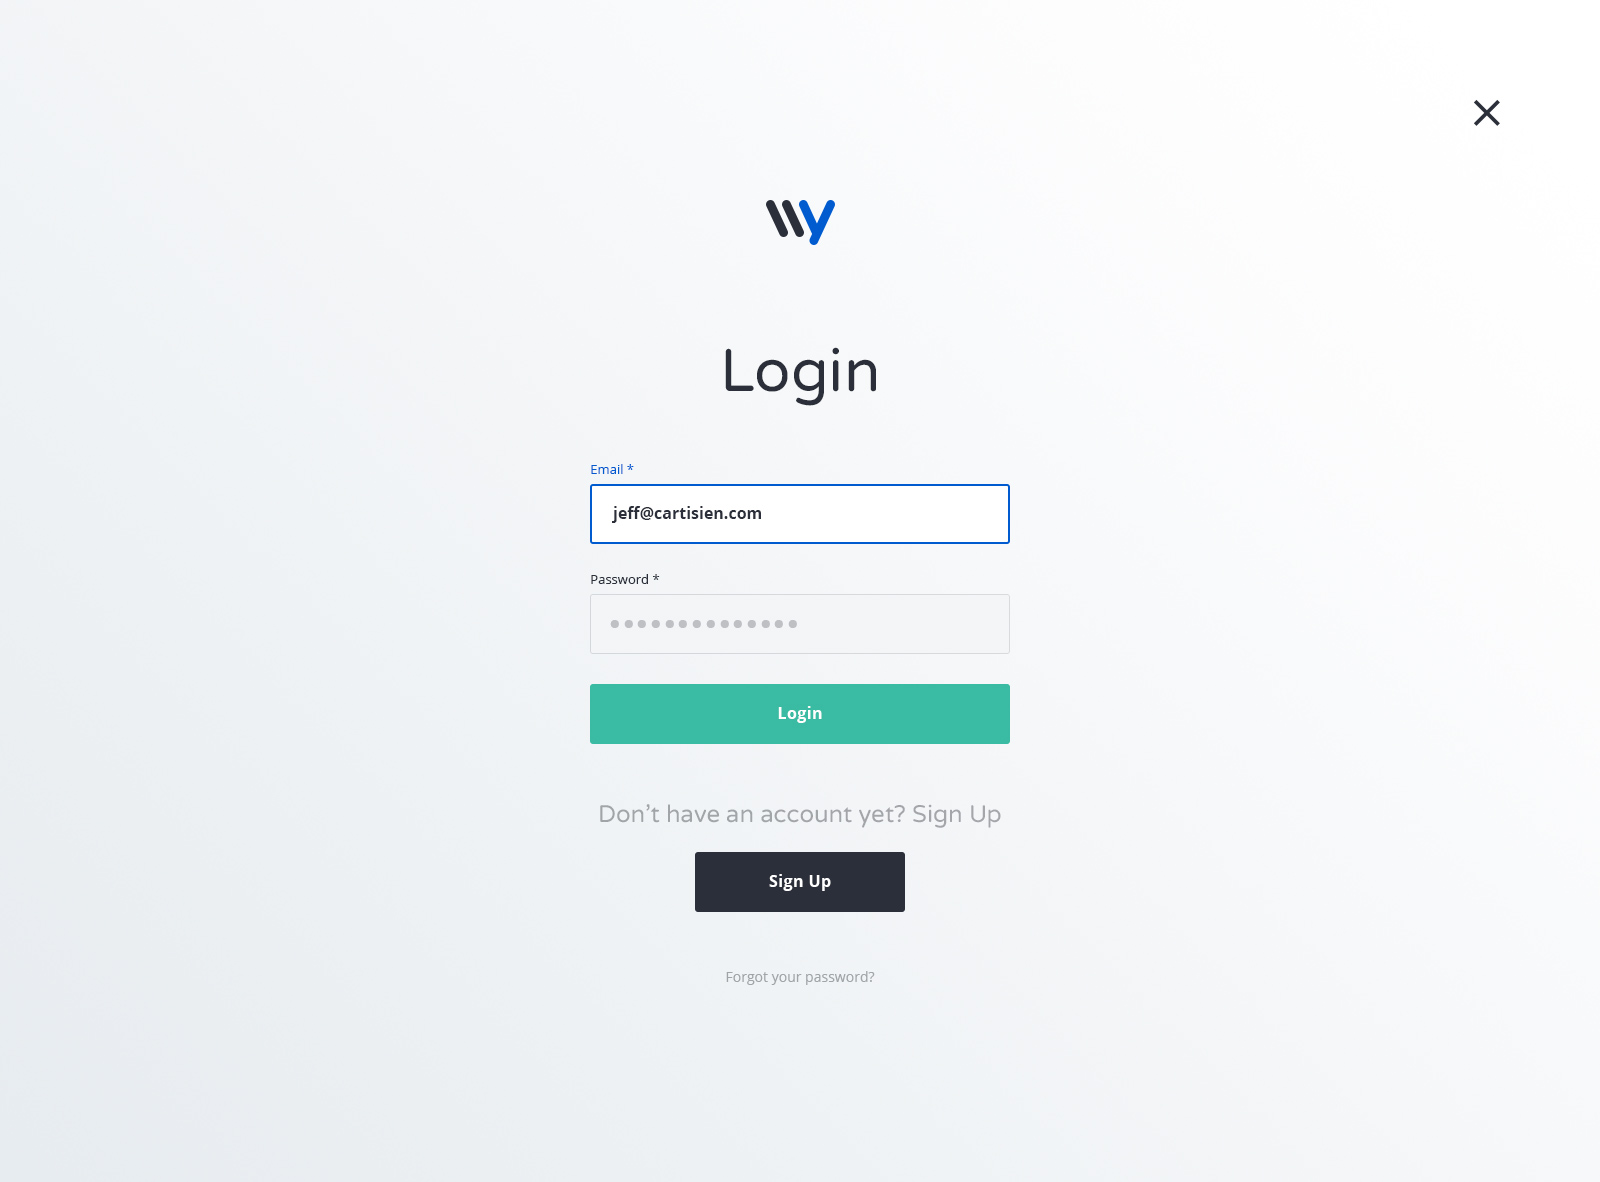 wy
Login
Email *
jeff@cartisien.com
Password *
Login
Don’t have an account yet? Sign Up
Sign Up
Forgot your password?